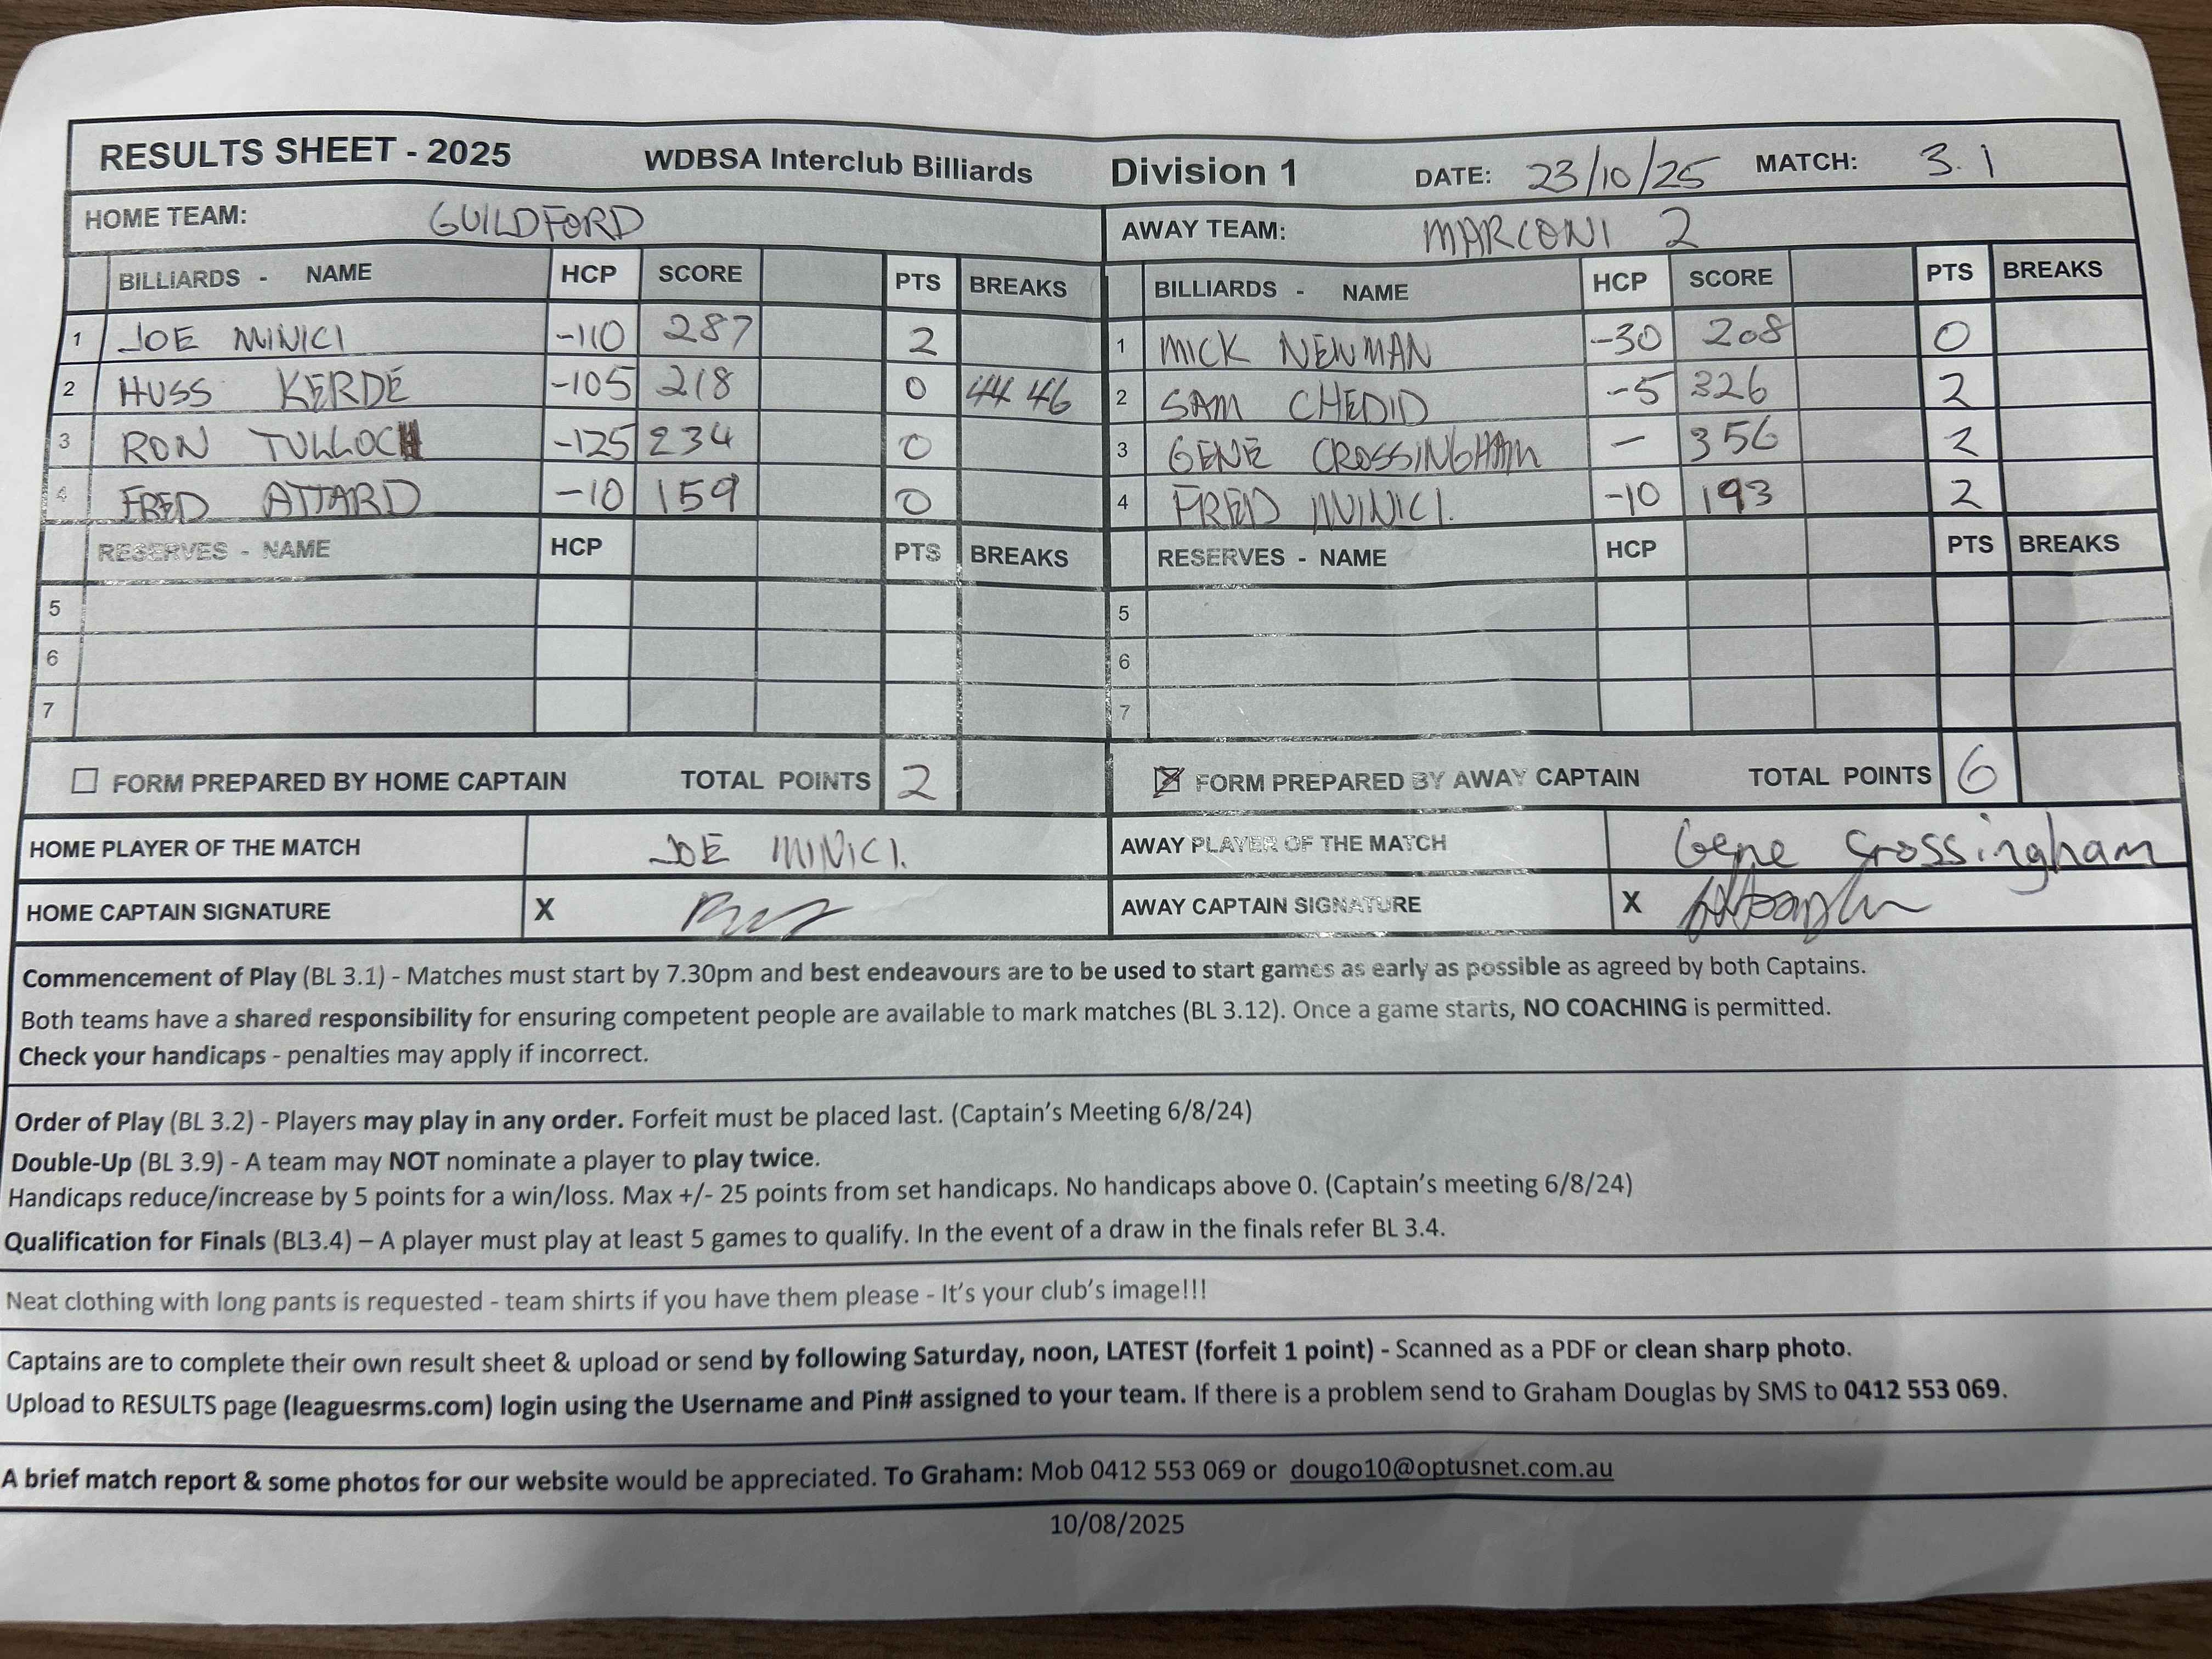 RESULTS SHEET - 2025 WDBSA Interclub Billiards Division 1 DATE: 23/10/25 MATCH: 3.1
HOME TEAM: GUILDFORD AWAY TEAM: MARCONI 2
BILLIARDS - NAME HCP SCORE PTS BREAKS BILLIARDS - NAME HCP SCORE PTS BREAKS
1 JOE MINICI -110 287 2 1 MICK NEWMAN -30 208 0
2 HUSS KERDE -105 218 0 44 46 2 SAM CHEDID -5 326 2
3 RON TULLOCH -125 234 0 3 GENE CROSSINGHAM - 356 2
4 FRED ATTARD -10 159 0 4 FRED MINICI. -10 193 2
RESERVES - NAME HCP PTS BREAKS RESERVES - NAME HCP PTS BREAKS
5 5
6 6
7 7
FORM PREPARED BY HOME CAPTAIN TOTAL POINTS 2 FORM PREPARED BY AWAY CAPTAIN TOTAL POINTS 6
HOME PLAYER OF THE MATCH JOE MINICI. AWAY PLAYER OF THE MATCH Gene Crossingham
HOME CAPTAIN SIGNATURE X AWAY CAPTAIN SIGNATURE X
Commencement of Play (BL 3.1) - Matches must start by 7.30pm and best endeavours are to be used to start games as early as possible as agreed by both Captains.
Both teams have a shared responsibility for ensuring competent people are available to mark matches (BL 3.12). Once a game starts, NO COACHING is permitted.
Check your handicaps - penalties may apply if incorrect.
Order of Play (BL 3.2) - Players may play in any order. Forfeit must be placed last. (Captain's Meeting 6/8/24)
Double-Up (BL 3.9) - A team may NOT nominate a player to play twice.
Handicaps reduce/increase by 5 points for a win/loss. Max +/- 25 points from set handicaps. No handicaps above 0. (Captain's meeting 6/8/24)
Qualification for Finals (BL3.4) – A player must play at least 5 games to qualify. In the event of a draw in the finals refer BL 3.4.
Neat clothing with long pants is requested - team shirts if you have them please - It's your club's image!!!
Captains are to complete their own result sheet & upload or send by following Saturday, noon, LATEST (forfeit 1 point) - Scanned as a PDF or clean sharp photo.
Upload to RESULTS page (leaguesrms.com) login using the Username and Pin# assigned to your team. If there is a problem send to Graham Douglas by SMS to 0412 553 069.
A brief match report & some photos for our website would be appreciated. To Graham: Mob 0412 553 069 or dougo10@optusnet.com.au
10/08/2025